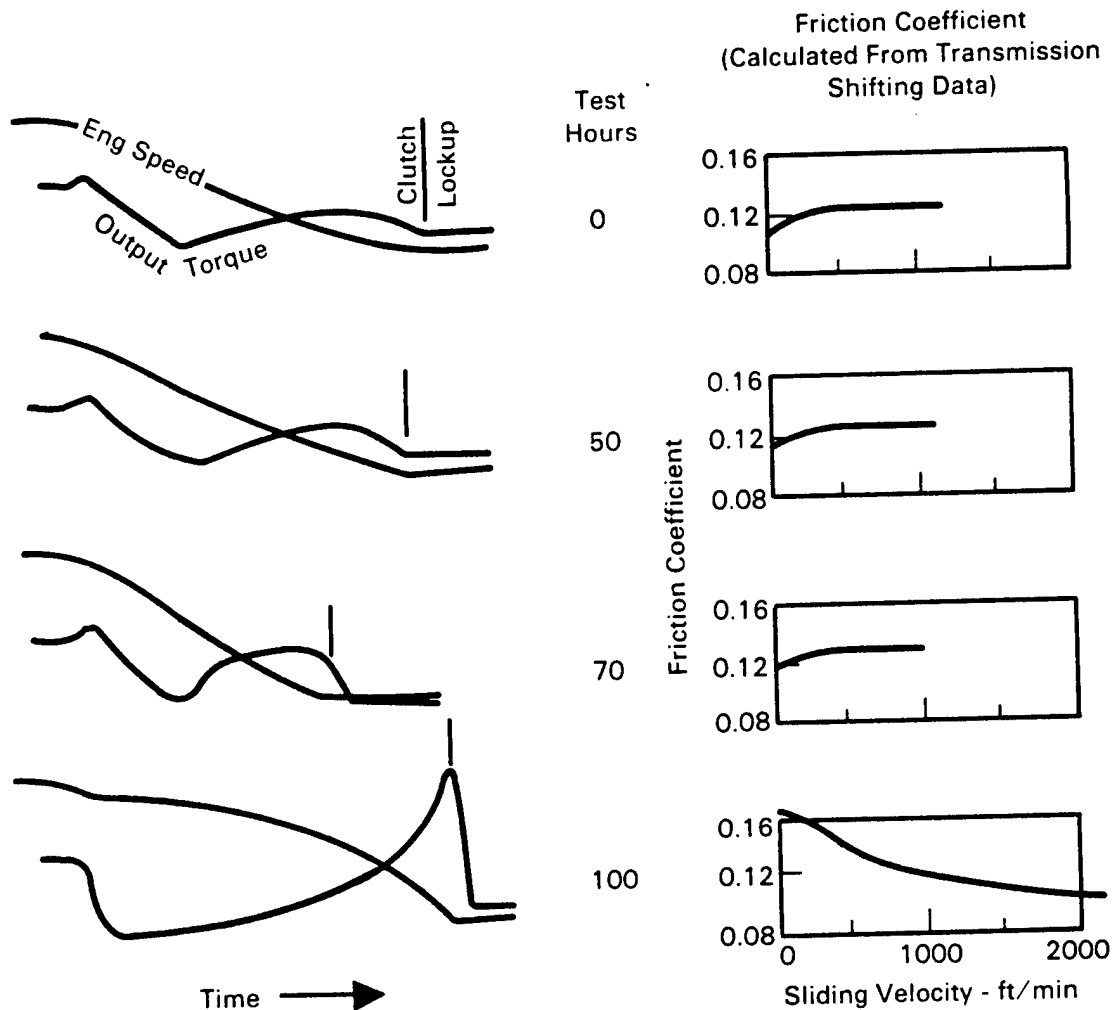 Friction Coefficient
(Calculated From Transmission
Shifting Data)
Test
Hours
Eng Speed
Output Torque
Clutch
Lockup
0
0.16
0.12
0.08
50
0.16
0.12
0.08
Friction Coefficient
70
0.16
0.12
0.08
100
0.16
0.12
0.08
0
1000
2000
Time
Sliding Velocity - ft/min